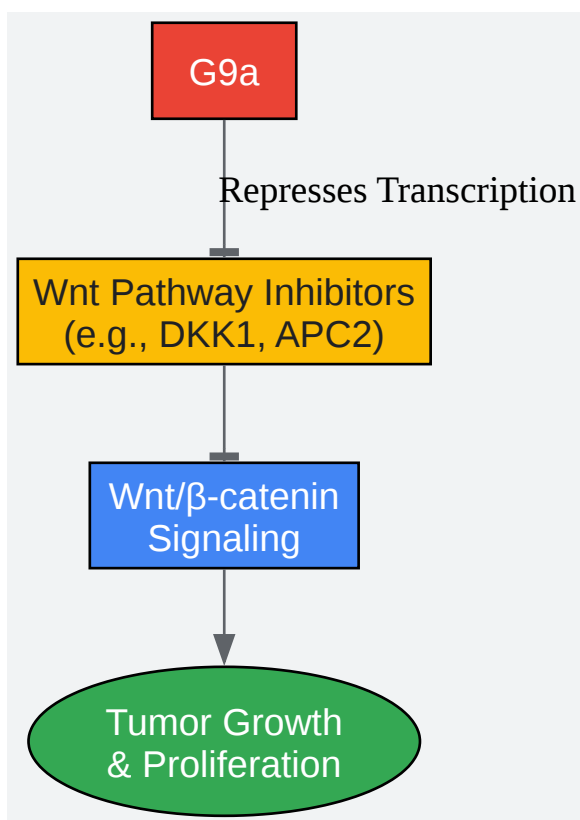 G9a
Represses Transcription
Wnt Pathway Inhibitors
(e.g., DKK1, APC2)
Wnt/β-catenin
Signaling
Tumor Growth
& Proliferation